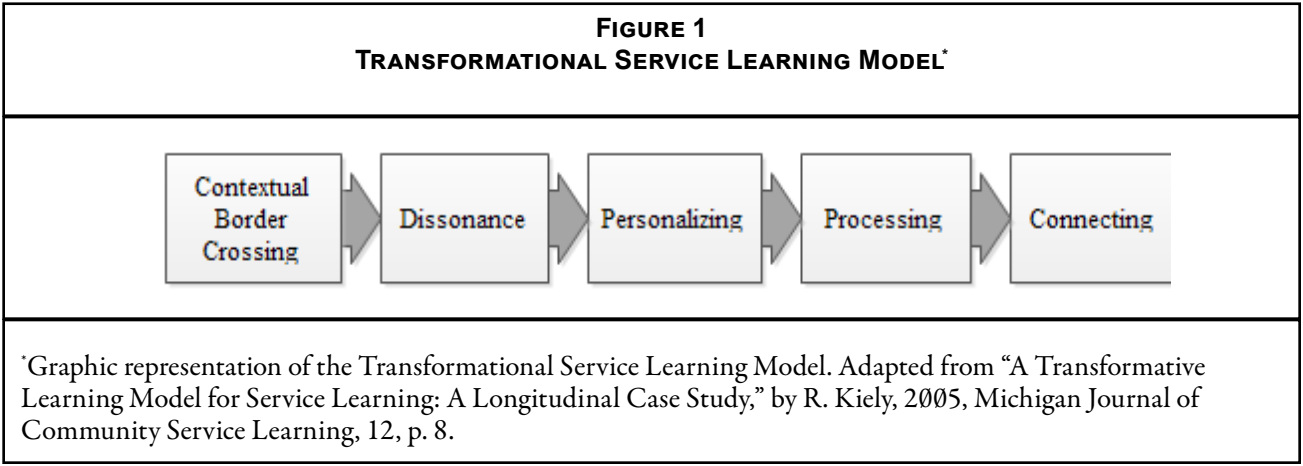 FIGURE 1
TRANSFORMATIONAL SERVICE LEARNING MODEL*
Contextual
Border
Crossing
Dissonance
Personalizing
Processing
Connecting
*Graphic representation of the Transformational Service Learning Model. Adapted from “A Transformative
Learning Model for Service Learning: A Longitudinal Case Study,” by R. Kiely, 2005, Michigan Journal of
Community Service Learning, 12, p. 8.